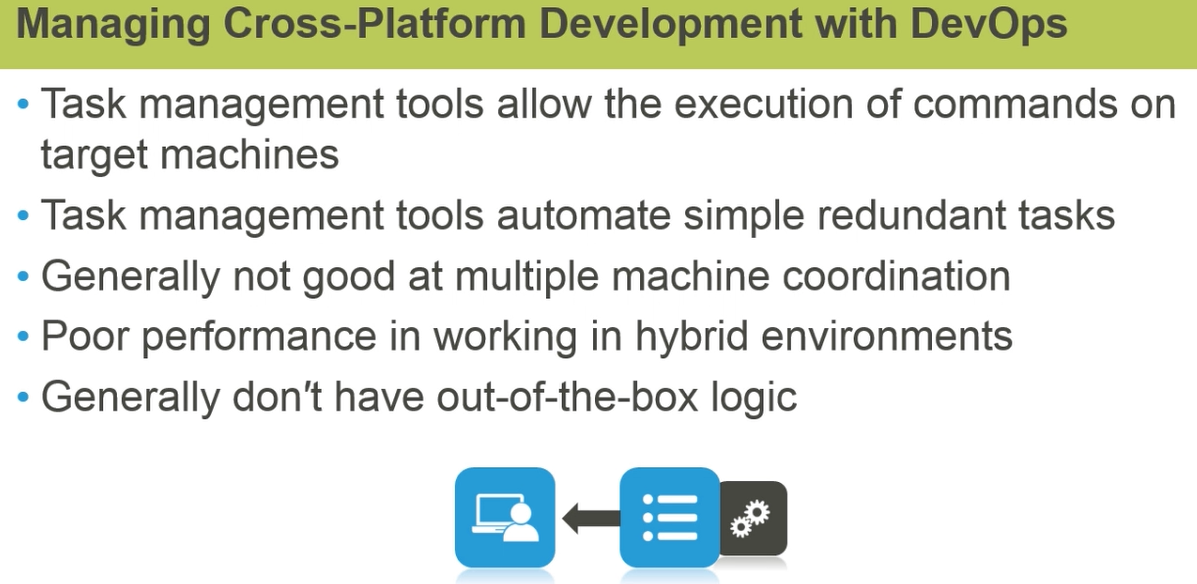 Managing Cross-Platform Development with DevOps
• Task management tools allow the execution of commands on
target machines
• Task management tools automate simple redundant tasks
• Generally not good at multiple machine coordination
• Poor performance in working in hybrid environments
• Generally don't have out-of-the-box logic